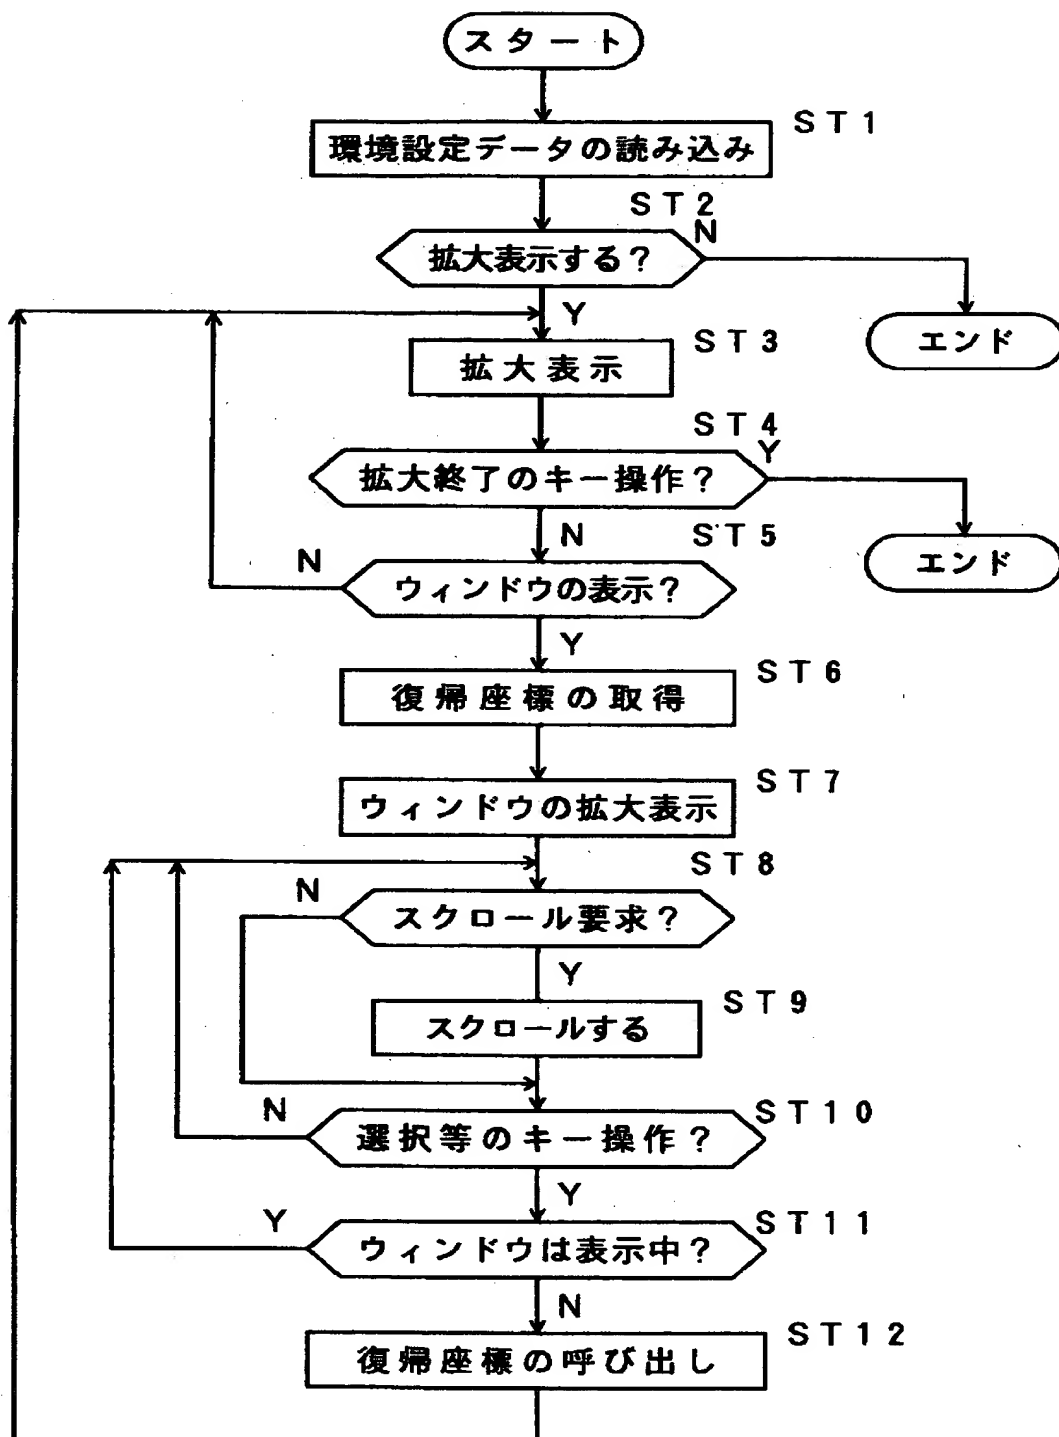 スタート
ST1
環境設定データの読み込み
ST2
拡大表示する？
N
Y
エンド
ST3
拡大表示
ST4
拡大終了のキー操作？
Y
N
ST5
エンド
N
ウィンドウの表示？
Y
ST6
復帰座標の取得
ST7
ウィンドウの拡大表示
ST8
N
スクロール要求？
Y
ST9
スクロールする
N
ST10
選択等のキー操作？
Y
Y
ST11
ウィンドウは表示中？
N
ST12
復帰座標の呼び出し